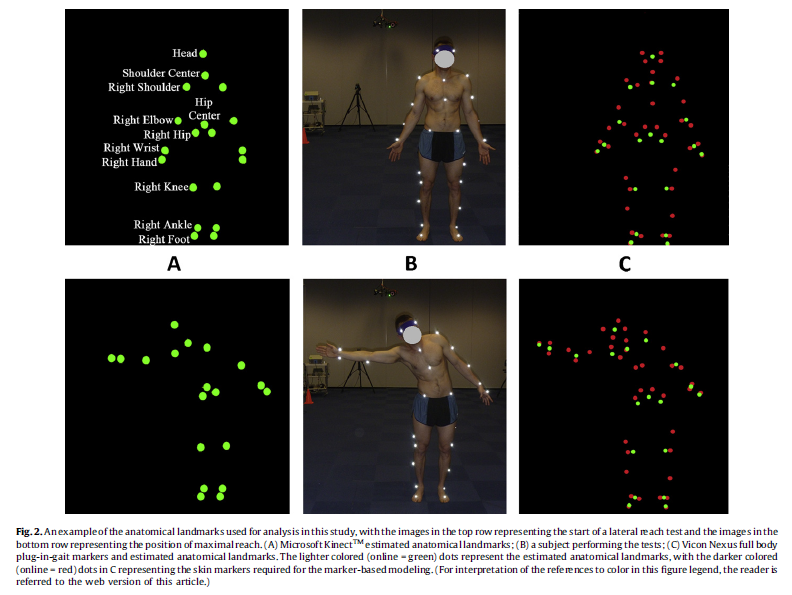 Head
Shoulder Center
Right Shoulder
Hip
Center
Right Elbow
Right Hip
Right Wrist
Right Hand
Right Knee
Right Ankle
Right Foot
A B C
Fig. 2. An example of the anatomical landmarks used for analysis in this study, with the images in the top row representing the start of a lateral reach test and the images in the
bottom row representing the position of maximal reach. (A) Microsoft Kinect™ estimated anatomical landmarks; (B) a subject performing the tests; (C) Vicon Nexus full body
plug-in-gait markers and estimated anatomical landmarks. The lighter colored (online = green) dots represent the estimated anatomical landmarks, with the darker colored
(online = red) dots in C representing the skin markers required for the marker-based modeling. (For interpretation of the references to color in this figure legend, the reader is
referred to the web version of this article.)